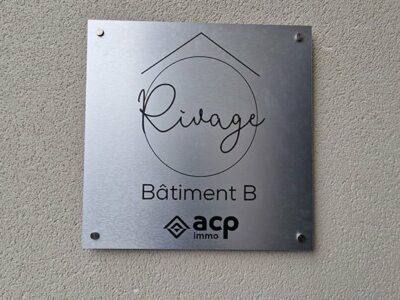 Rivage
Bâtiment B
acp
immo